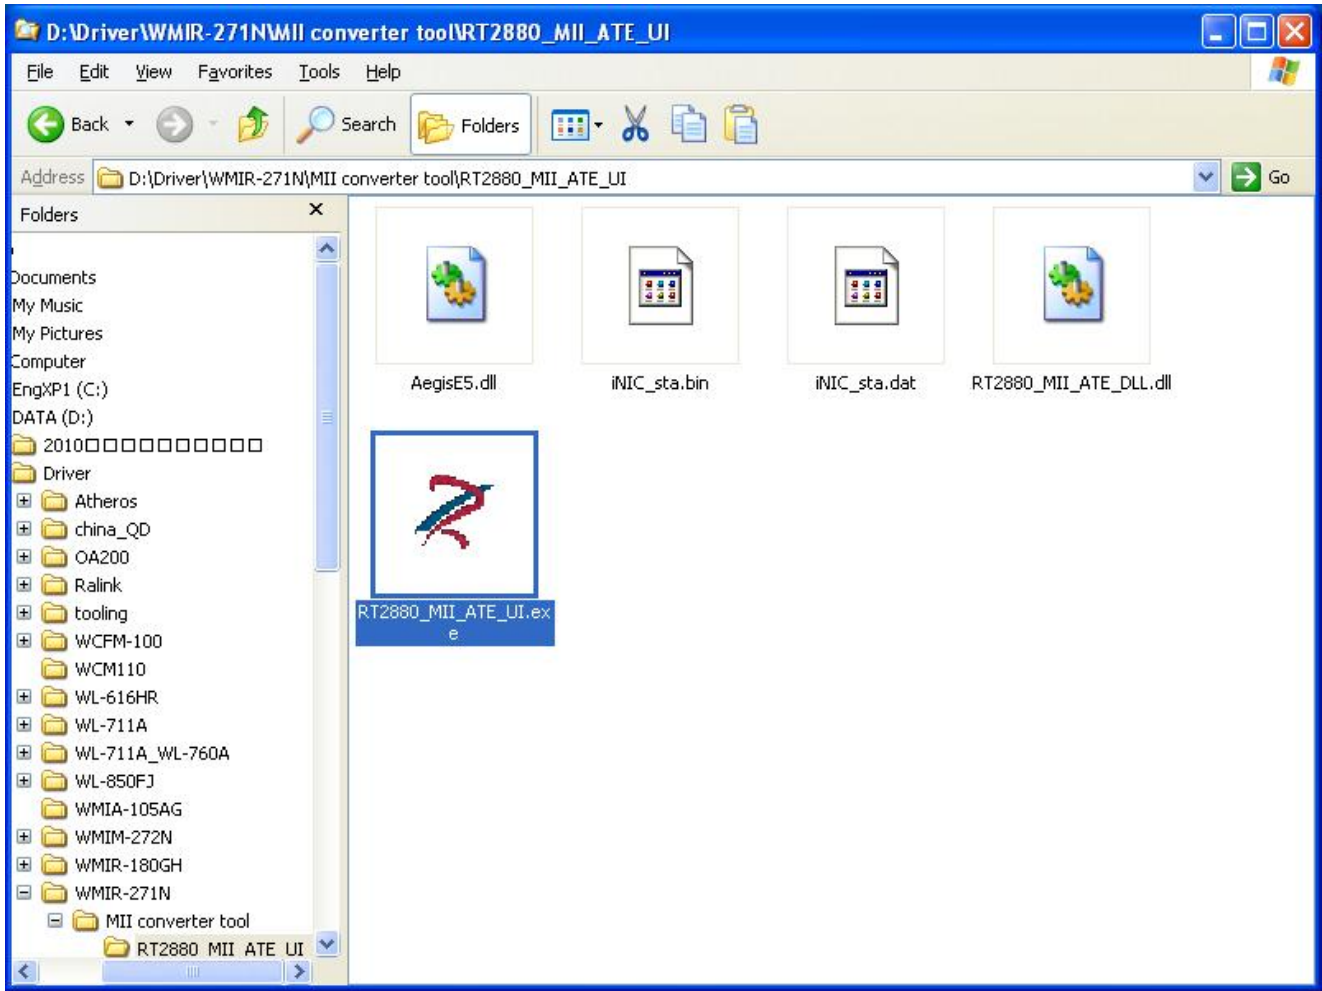 D:\Driver\WMIR-271N\MII converter tool\RT2880_MII_ATE_UI
File Edit View Favorites Tools Help
Back Search Folders
Address D:\Driver\WMIR-271N\MII converter tool\RT2880_MII_ATE_UI Go
Folders
Documents
My Music
My Pictures
Computer
EngXP1 (C:)
DATA (D:)
2010□□□□□□□□□□
Driver
Atheros
china_QD
OA200
Ralink
tooling
WCFM-100
WCM110
WL-616HR
WL-711A
WL-711A_WL-760A
WL-850FJ
WMIA-105AG
WMIM-272N
WMIR-180GH
WMIR-271N
MII converter tool
RT2880_MII_ATE_UI
AegisE5.dll
iNIC_sta.bin
iNIC_sta.dat
RT2880_MII_ATE_DLL.dll
RT2880_MII_ATE_UI.ex
e